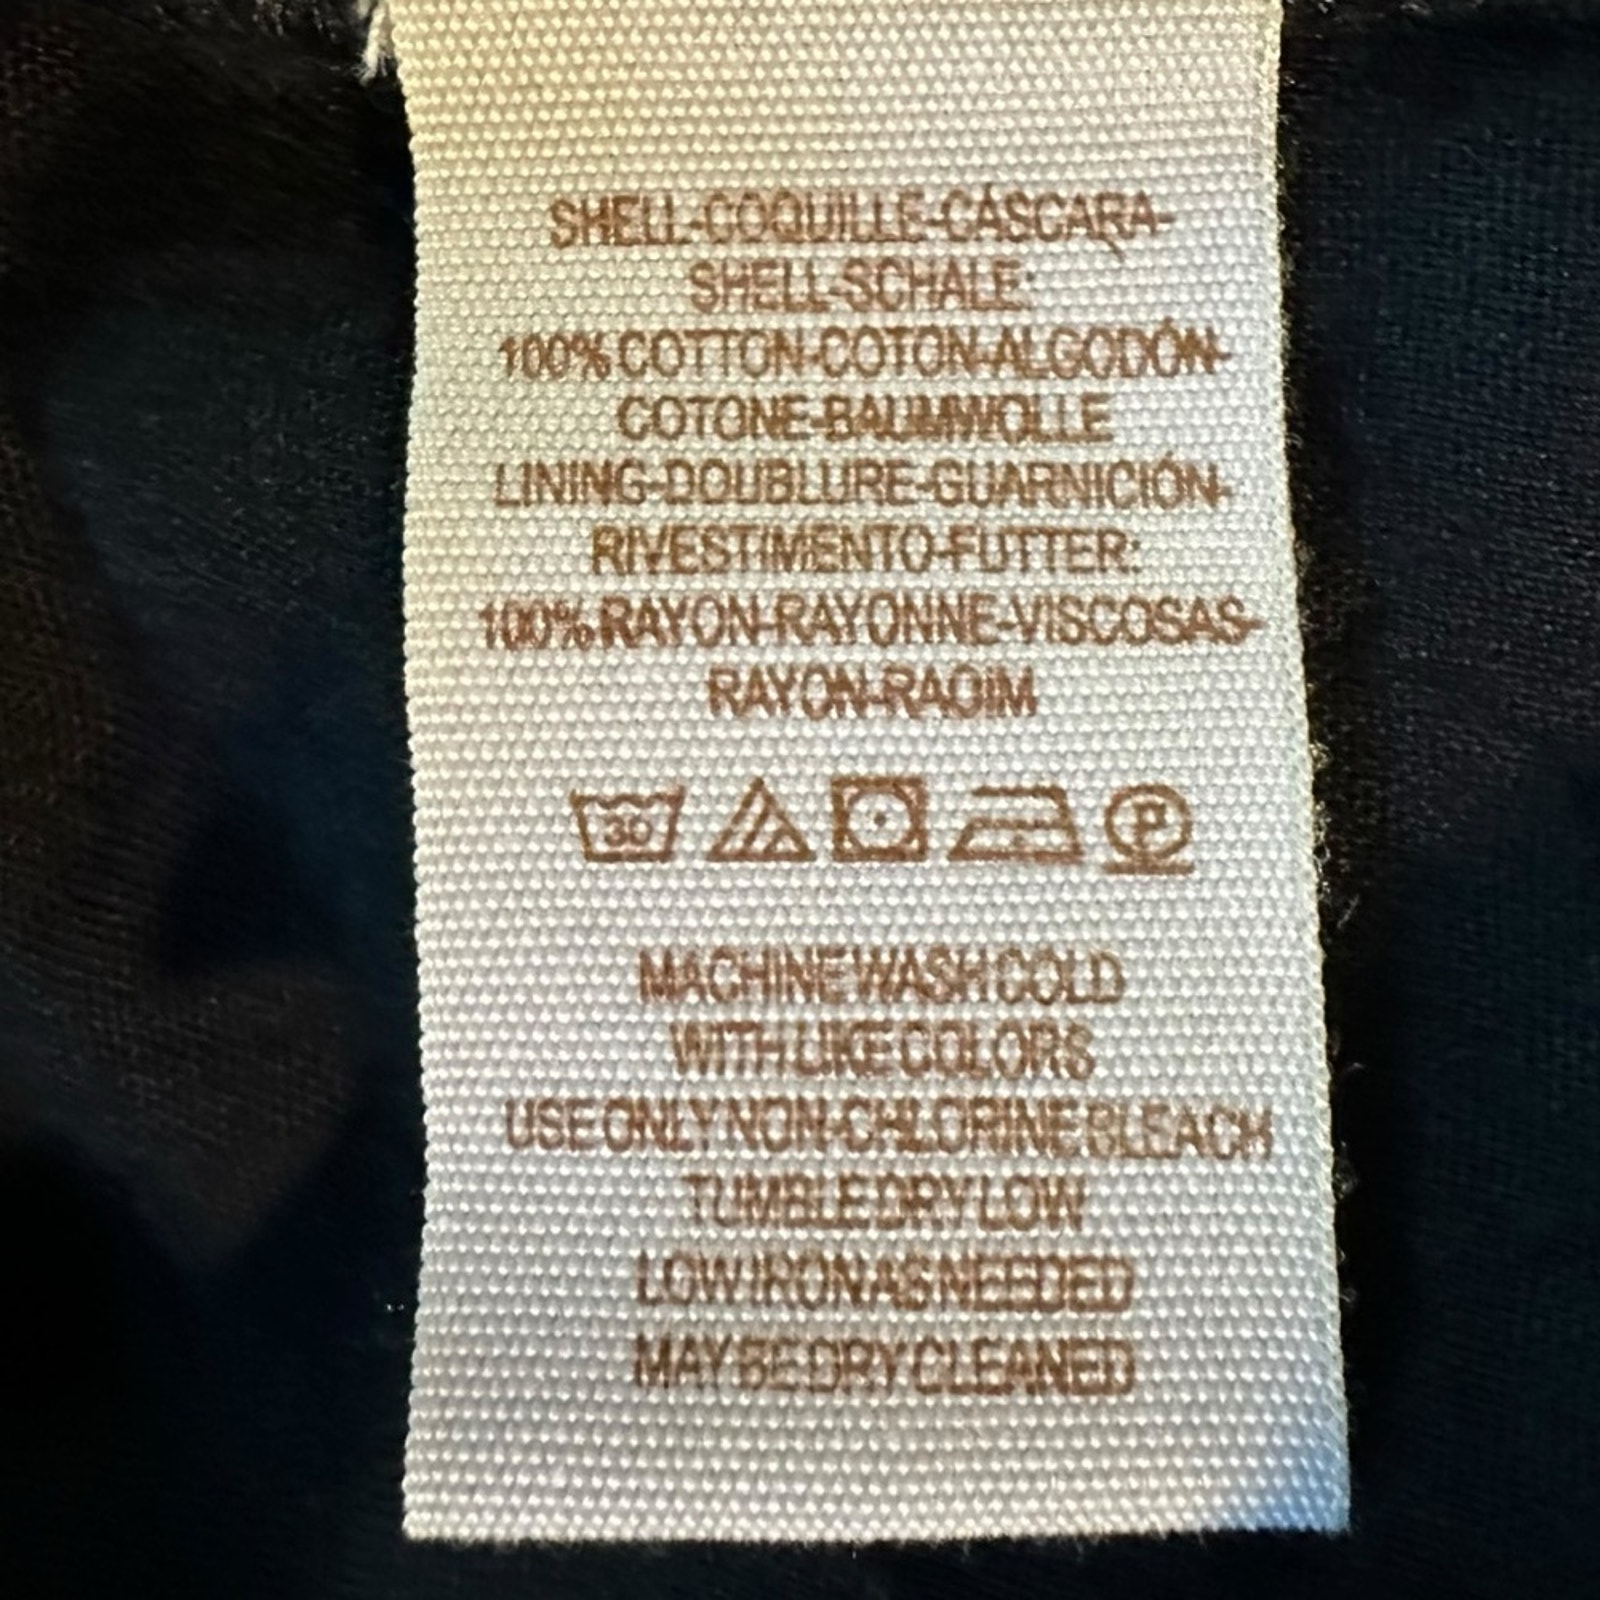 SHELL-COQUILLE-CÁSCARA-
SHELL-SCHALE:
100% COTTON-COTON-ALGODÓN-
COTONE-BAUMWOLLE
LINING-DOUBLURE-GUARNICIÓN-
RIVESTIMENTO-FUTTER:
100% RAYON-RAYONNE-VISCOSAS-
RAYON-RAOIM
30 P
MACHINE WASH COLD
WITH LIKE COLORS
USE ONLY NON-CHLORINE BLEACH
TUMBLE DRY LOW
LOW IRON AS NEEDED
MAY BE DRY CLEANED